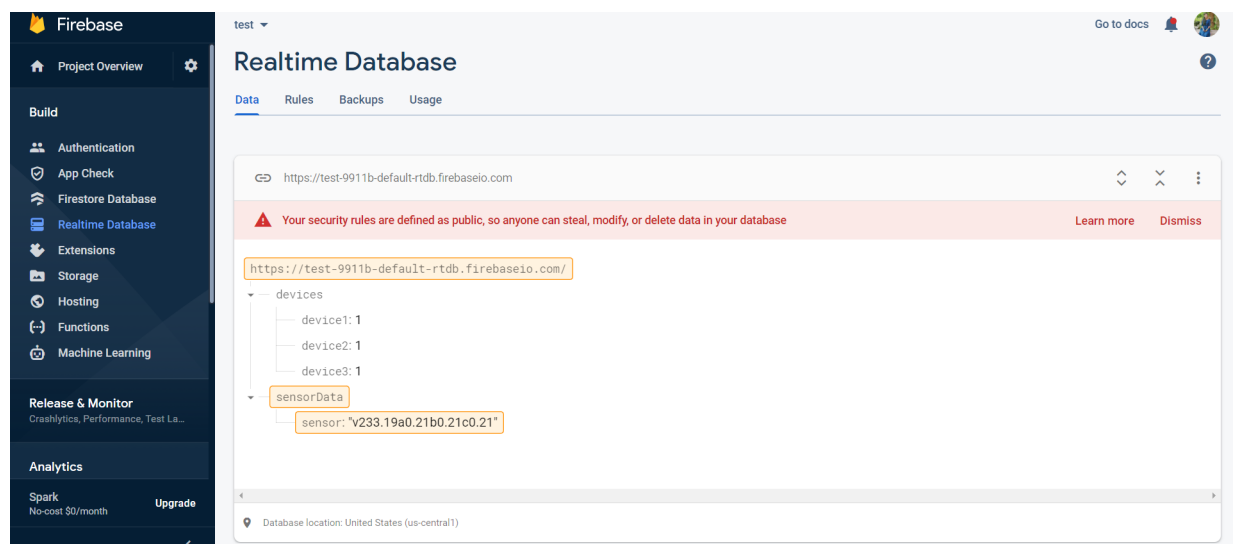 Firebase
Project Overview
Build
Authentication
App Check
Firestore Database
Realtime Database
Extensions
Storage
Hosting
Functions
Machine Learning
Release & Monitor
Crashlytics, Performance, Test La...
Analytics
Spark
No-cost $0/month
Upgrade
test
Go to docs
Realtime Database
Data Rules Backups Usage
https://test-9911b-default-rtdb.firebaseio.com
Your security rules are defined as public, so anyone can steal, modify, or delete data in your database Learn more Dismiss
https://test-9911b-default-rtdb.firebaseio.com/
devices
device1: 1
device2: 1
device3: 1
sensorData
sensor: "v233.19a0.21b0.21c0.21"
Database location: United States (us-central1)